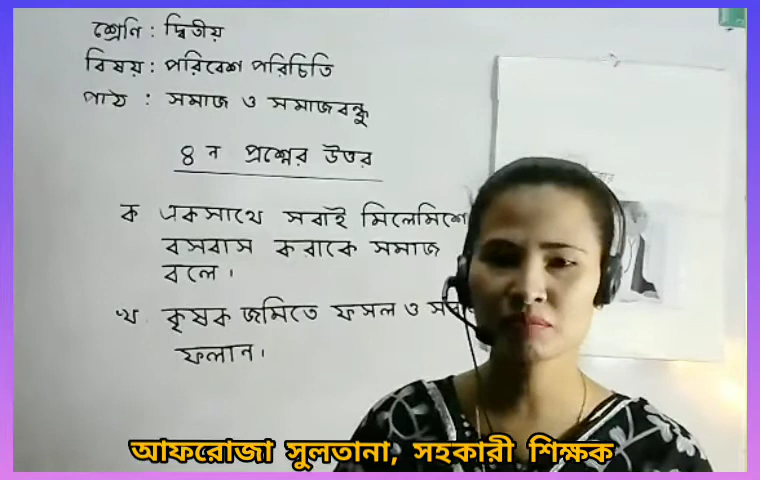 শ্রেণি : দ্বিতীয়
বিষয় : পরিবেশ পরিচিতি
পাঠ : সমাজ ও সমাজবন্ধু
৪ ন প্রশ্নের উত্তর
ক একসাথে সবাই মিলেমিশে
বসবাস করাকে সমাজ
বলে।
খ. কৃষক জমিতে ফসল ও
ফলান।
আফরোজা সুলতানা, সহকারী শিক্ষক